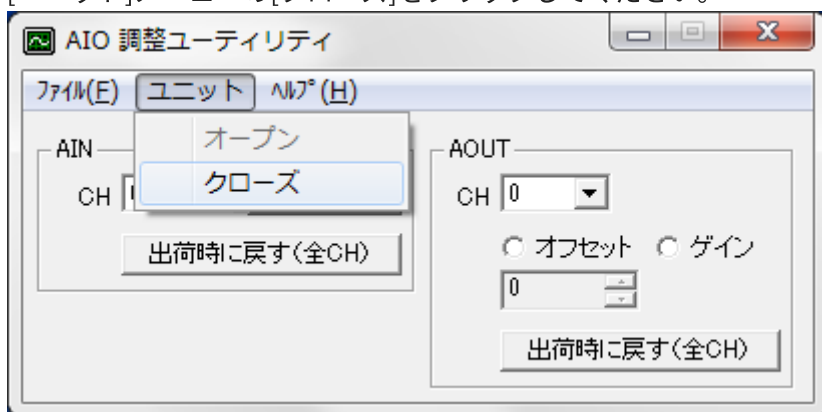 AIO 調整ユーティリティ
ファイル(F) ユニット ヘルプ(H)
オープン
クローズ
AIN
CH
出荷時に戻す(全CH)
AOUT
CH 0
オフセット ゲイン
0
出荷時に戻す(全CH)